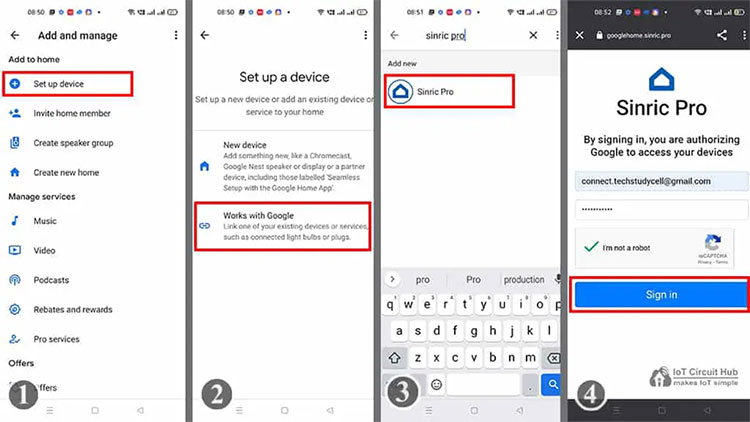 08:50
Add and manage
Add to home
Set up device
Invite home member
Create speaker group
Create new home
Manage services
Music
Video
Podcasts
Rebates and rewards
Pro services
Offers
Offers
1
08:50
Set up a device
Set up a new device or add an existing device or
service to your home
New device
Add something new, like a Chromecast,
Google Nest speaker or display or a partner
device, including those labelled 'Seamless
Setup with the Google Home App'.
Works with Google
Link one of your existing devices or services,
such as connected light bulbs or plugs.
2
08:51
sinric pro
Add new
Sinric Pro
pro Pro production
q w e r t y u i o p
a s d f g h j k l
z x c v b n m
?123 , .
3
08:52
googlehome.sinric.pro
Sinric Pro
By signing in, you are authorizing
Google to access your devices
connect.techstudycell@gmail.com
I'm not a robot
reCAPTCHA
Privacy - Terms
Sign in
IoT Circuit Hub
makes IoT simple
4